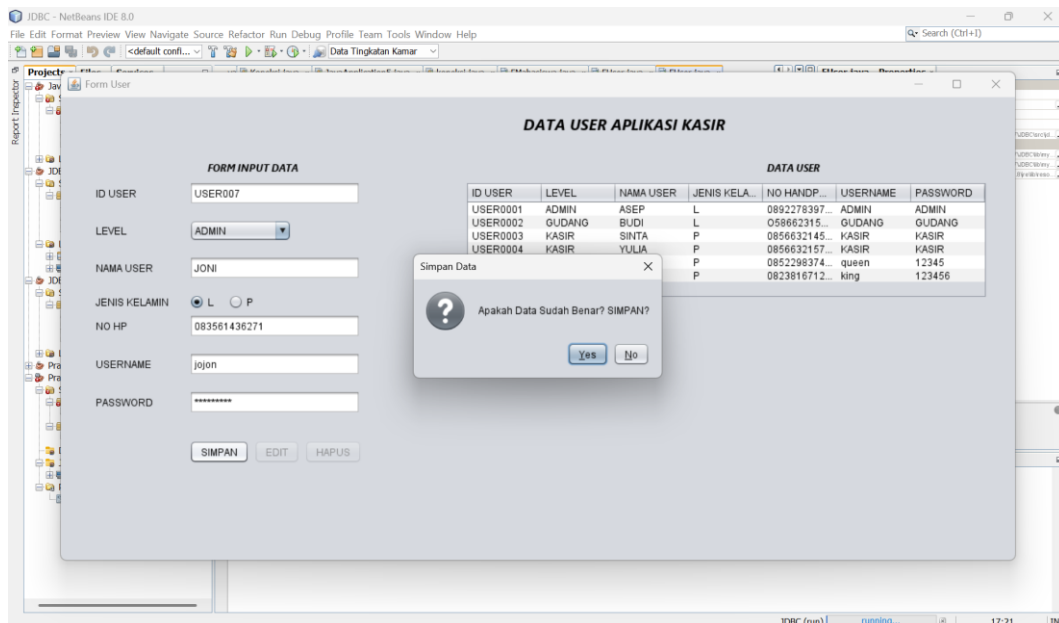 JDBC - NetBeans IDE 8.0
File Edit Format Preview View Navigate Source Refactor Run Debug Profile Team Tools Window Help
Search (Ctrl+I)
<default confi... Data Tingkatan Kamar
Projects
Report Inspector
Form User
DATA USER APLIKASI KASIR
FORM INPUT DATA
DATA USER
ID USER USER007
LEVEL ADMIN
NAMA USER JONI
JENIS KELAMIN L P
NO HP 083561436271
USERNAME jojon
PASSWORD *********
SIMPAN EDIT HAPUS
ID USER LEVEL NAMA USER JENIS KELA... NO HANDP... USERNAME PASSWORD
USER0001 ADMIN ASEP L 0892278397... ADMIN ADMIN
USER0002 GUDANG BUDI L O58662315... GUDANG GUDANG
USER0003 KASIR SINTA P 0856632145... KASIR KASIR
USER0004 KASIR YULIA P 0856632157... KASIR KASIR
P 0852298374... queen 12345
P 0823816712... king 123456
Simpan Data
Apakah Data Sudah Benar? SIMPAN?
Yes No
JDBC (run) running... 17:21 IN